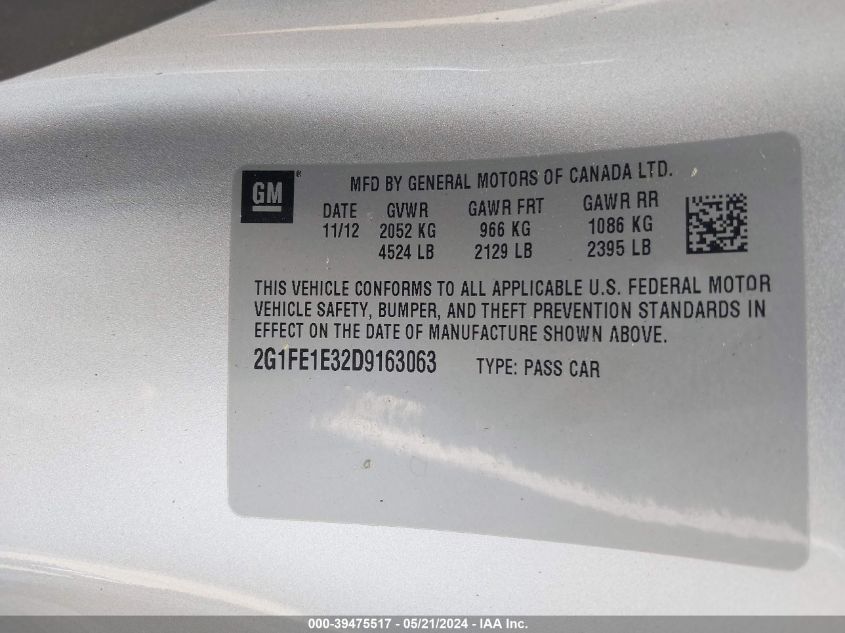 GM® MFD BY GENERAL MOTORS OF CANADA LTD.
DATE GVWR GAWR FRT GAWR RR
11/12 2052 KG 966 KG 1086 KG
4524 LB 2129 LB 2395 LB
THIS VEHICLE CONFORMS TO ALL APPLICABLE U.S. FEDERAL MOTOR
VEHICLE SAFETY, BUMPER, AND THEFT PREVENTION STANDARDS IN
EFFECT ON THE DATE OF MANUFACTURE SHOWN ABOVE.
2G1FE1E32D9163063 TYPE: PASS CAR
000-39475517 - 05/21/2024 - IAA Inc.